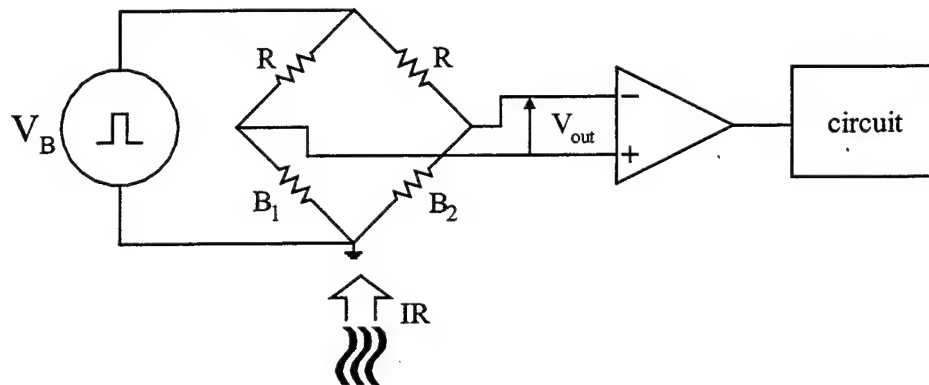 R
R
V_B
V_out
−
+
circuit
B_1
B_2
IR